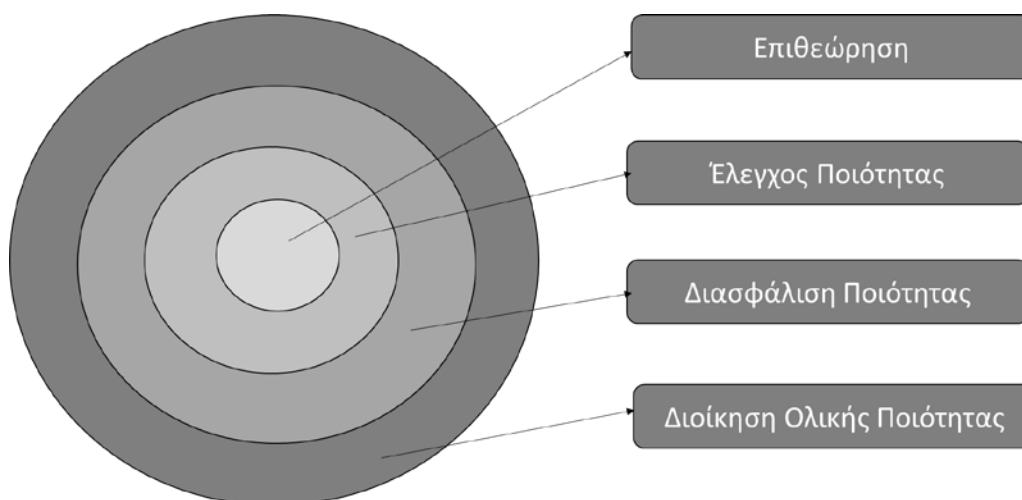 Επιθεώρηση
Έλεγχος Ποιότητας
Διασφάλιση Ποιότητας
Διοίκηση Ολικής Ποιότητας